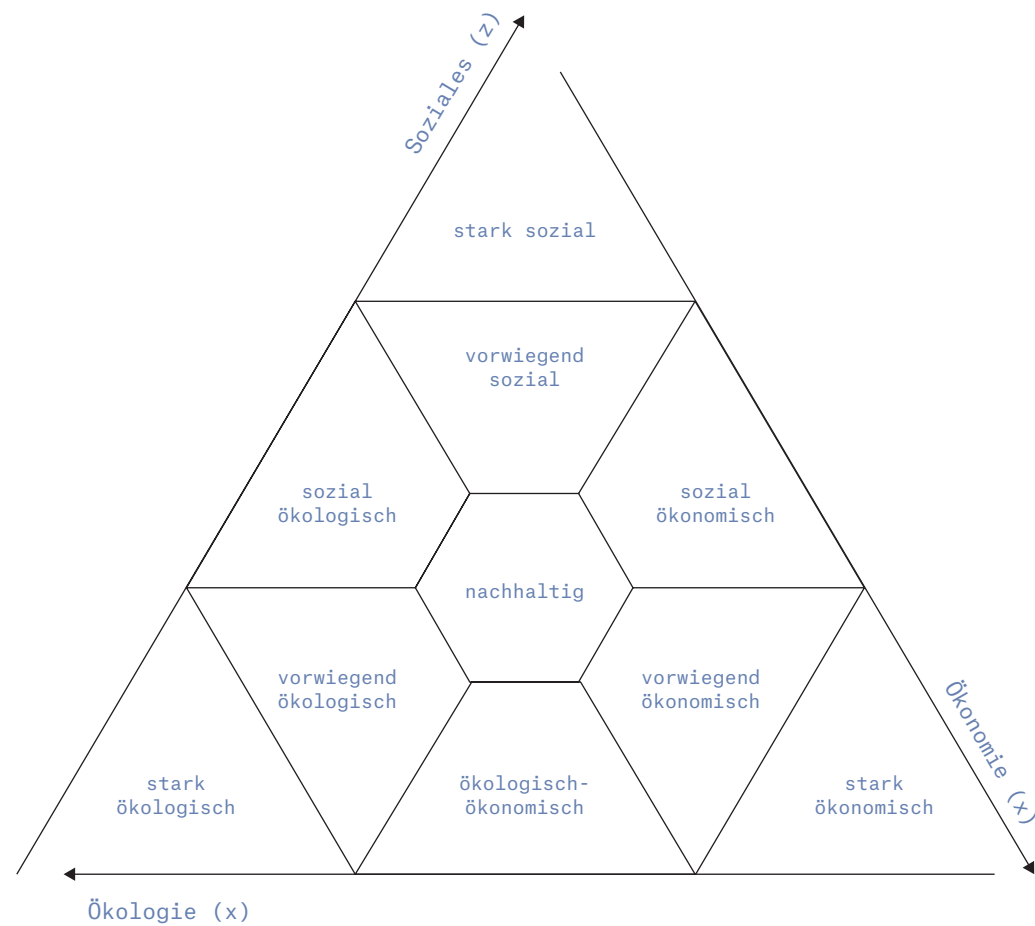 Soziales (z)
stark sozial
vorwiegend
sozial
sozial
ökologisch
sozial
ökonomisch
nachhaltig
vorwiegend
ökologisch
vorwiegend
ökonomisch
Ökonomie (x)
stark
ökologisch
ökologisch-
ökonomisch
stark
ökonomisch
Ökologie (x)